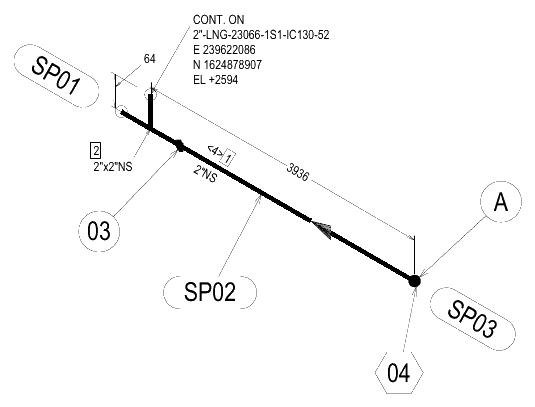 CONT. ON
2"-LNG-23066-1S1-IC130-52
E 239622086
N 1624878907
EL +2594
64
SP01
2
2"x2"NS
<4>
1
2"NS
3936
03
A
SP02
SP03
04